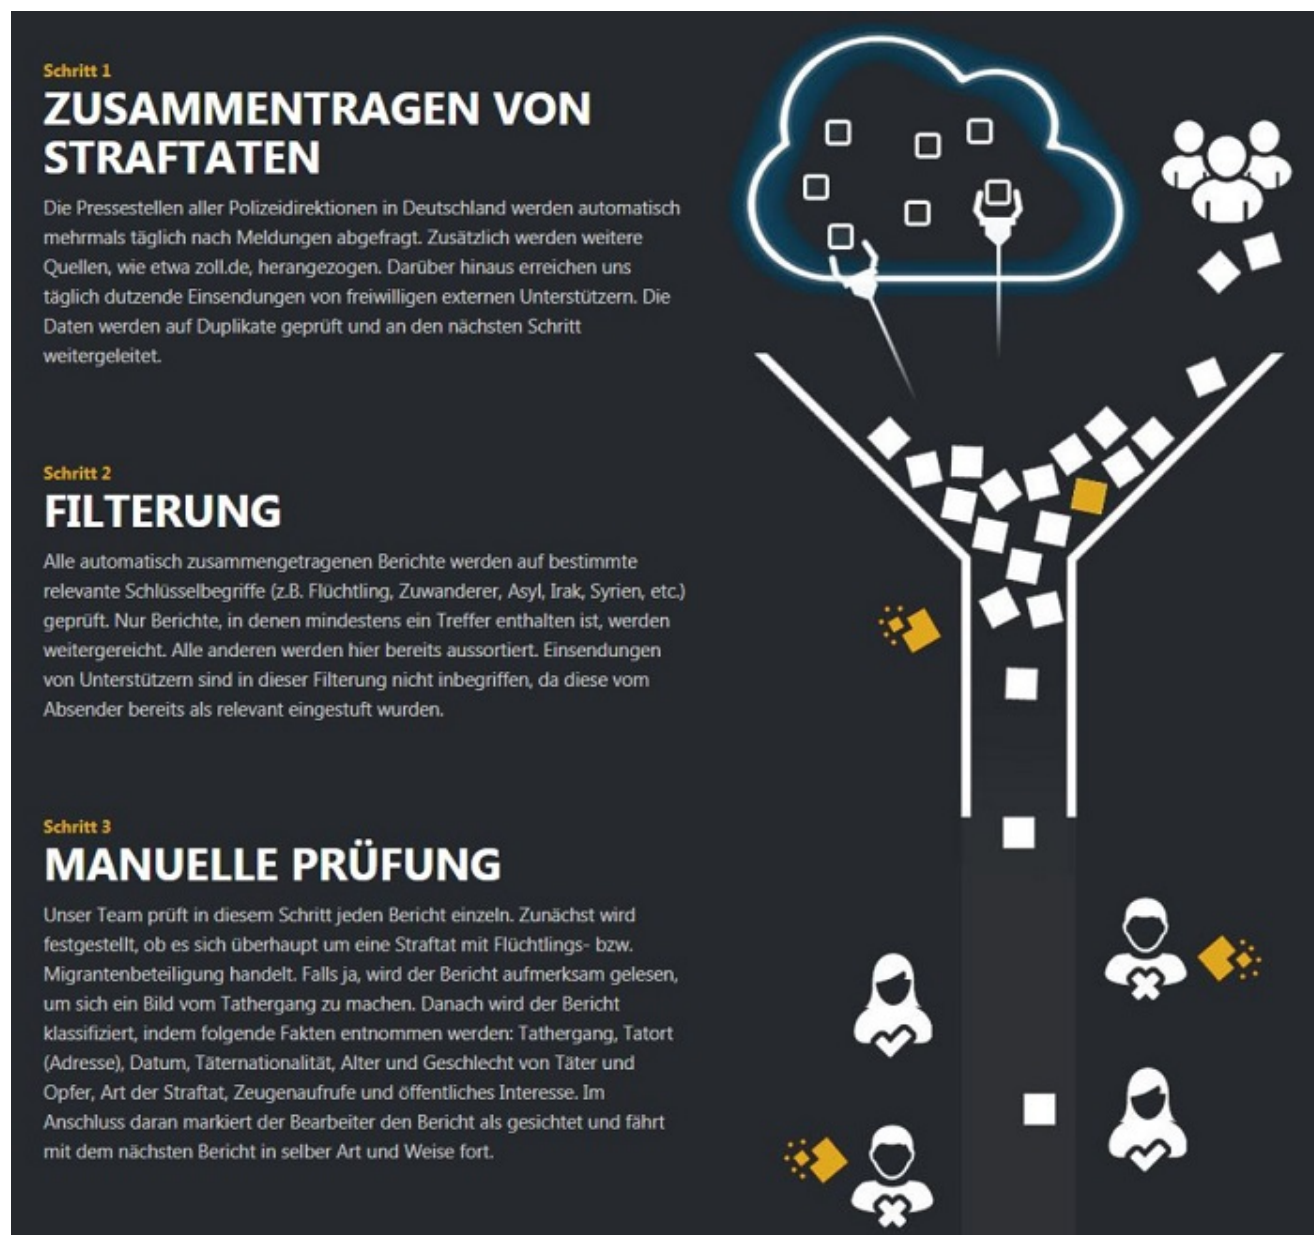 Schritt 1
ZUSAMMENTRAGEN VON
STRAFTATEN
Die Pressestellen aller Polizeidirektionen in Deutschland werden automatisch
mehrmals täglich nach Meldungen abgefragt. Zusätzlich werden weitere
Quellen, wie etwa zoll.de, herangezogen. Darüber hinaus erreichen uns
täglich dutzende Einsendungen von freiwilligen externen Unterstützern. Die
Daten werden auf Duplikate geprüft und an den nächsten Schritt
weitergeleitet.
Schritt 2
FILTERUNG
Alle automatisch zusammengetragenen Berichte werden auf bestimmte
relevante Schlüsselbegriffe (z.B. Flüchtling, Zuwanderer, Asyl, Irak, Syrien, etc.)
geprüft. Nur Berichte, in denen mindestens ein Treffer enthalten ist, werden
weitergereicht. Alle anderen werden hier bereits aussortiert. Einsendungen
von Unterstützern sind in dieser Filterung nicht inbegriffen, da diese vom
Absender bereits als relevant eingestuft wurden.
Schritt 3
MANUELLE PRÜFUNG
Unser Team prüft in diesem Schritt jeden Bericht einzeln. Zunächst wird
festgestellt, ob es sich überhaupt um eine Straftat mit Flüchtlings- bzw.
Migrantenbeteiligung handelt. Falls ja, wird der Bericht aufmerksam gelesen,
um sich ein Bild vom Tathergang zu machen. Danach wird der Bericht
klassifiziert, indem folgende Fakten entnommen werden: Tathergang, Tatort
(Adresse), Datum, Täternationalität, Alter und Geschlecht von Täter und
Opfer, Art der Straftat, Zeugenaufrufe und öffentliches Interesse. Im
Anschluss daran markiert der Bearbeiter den Bericht als gesichtet und fährt
mit dem nächsten Bericht in selber Art und Weise fort.